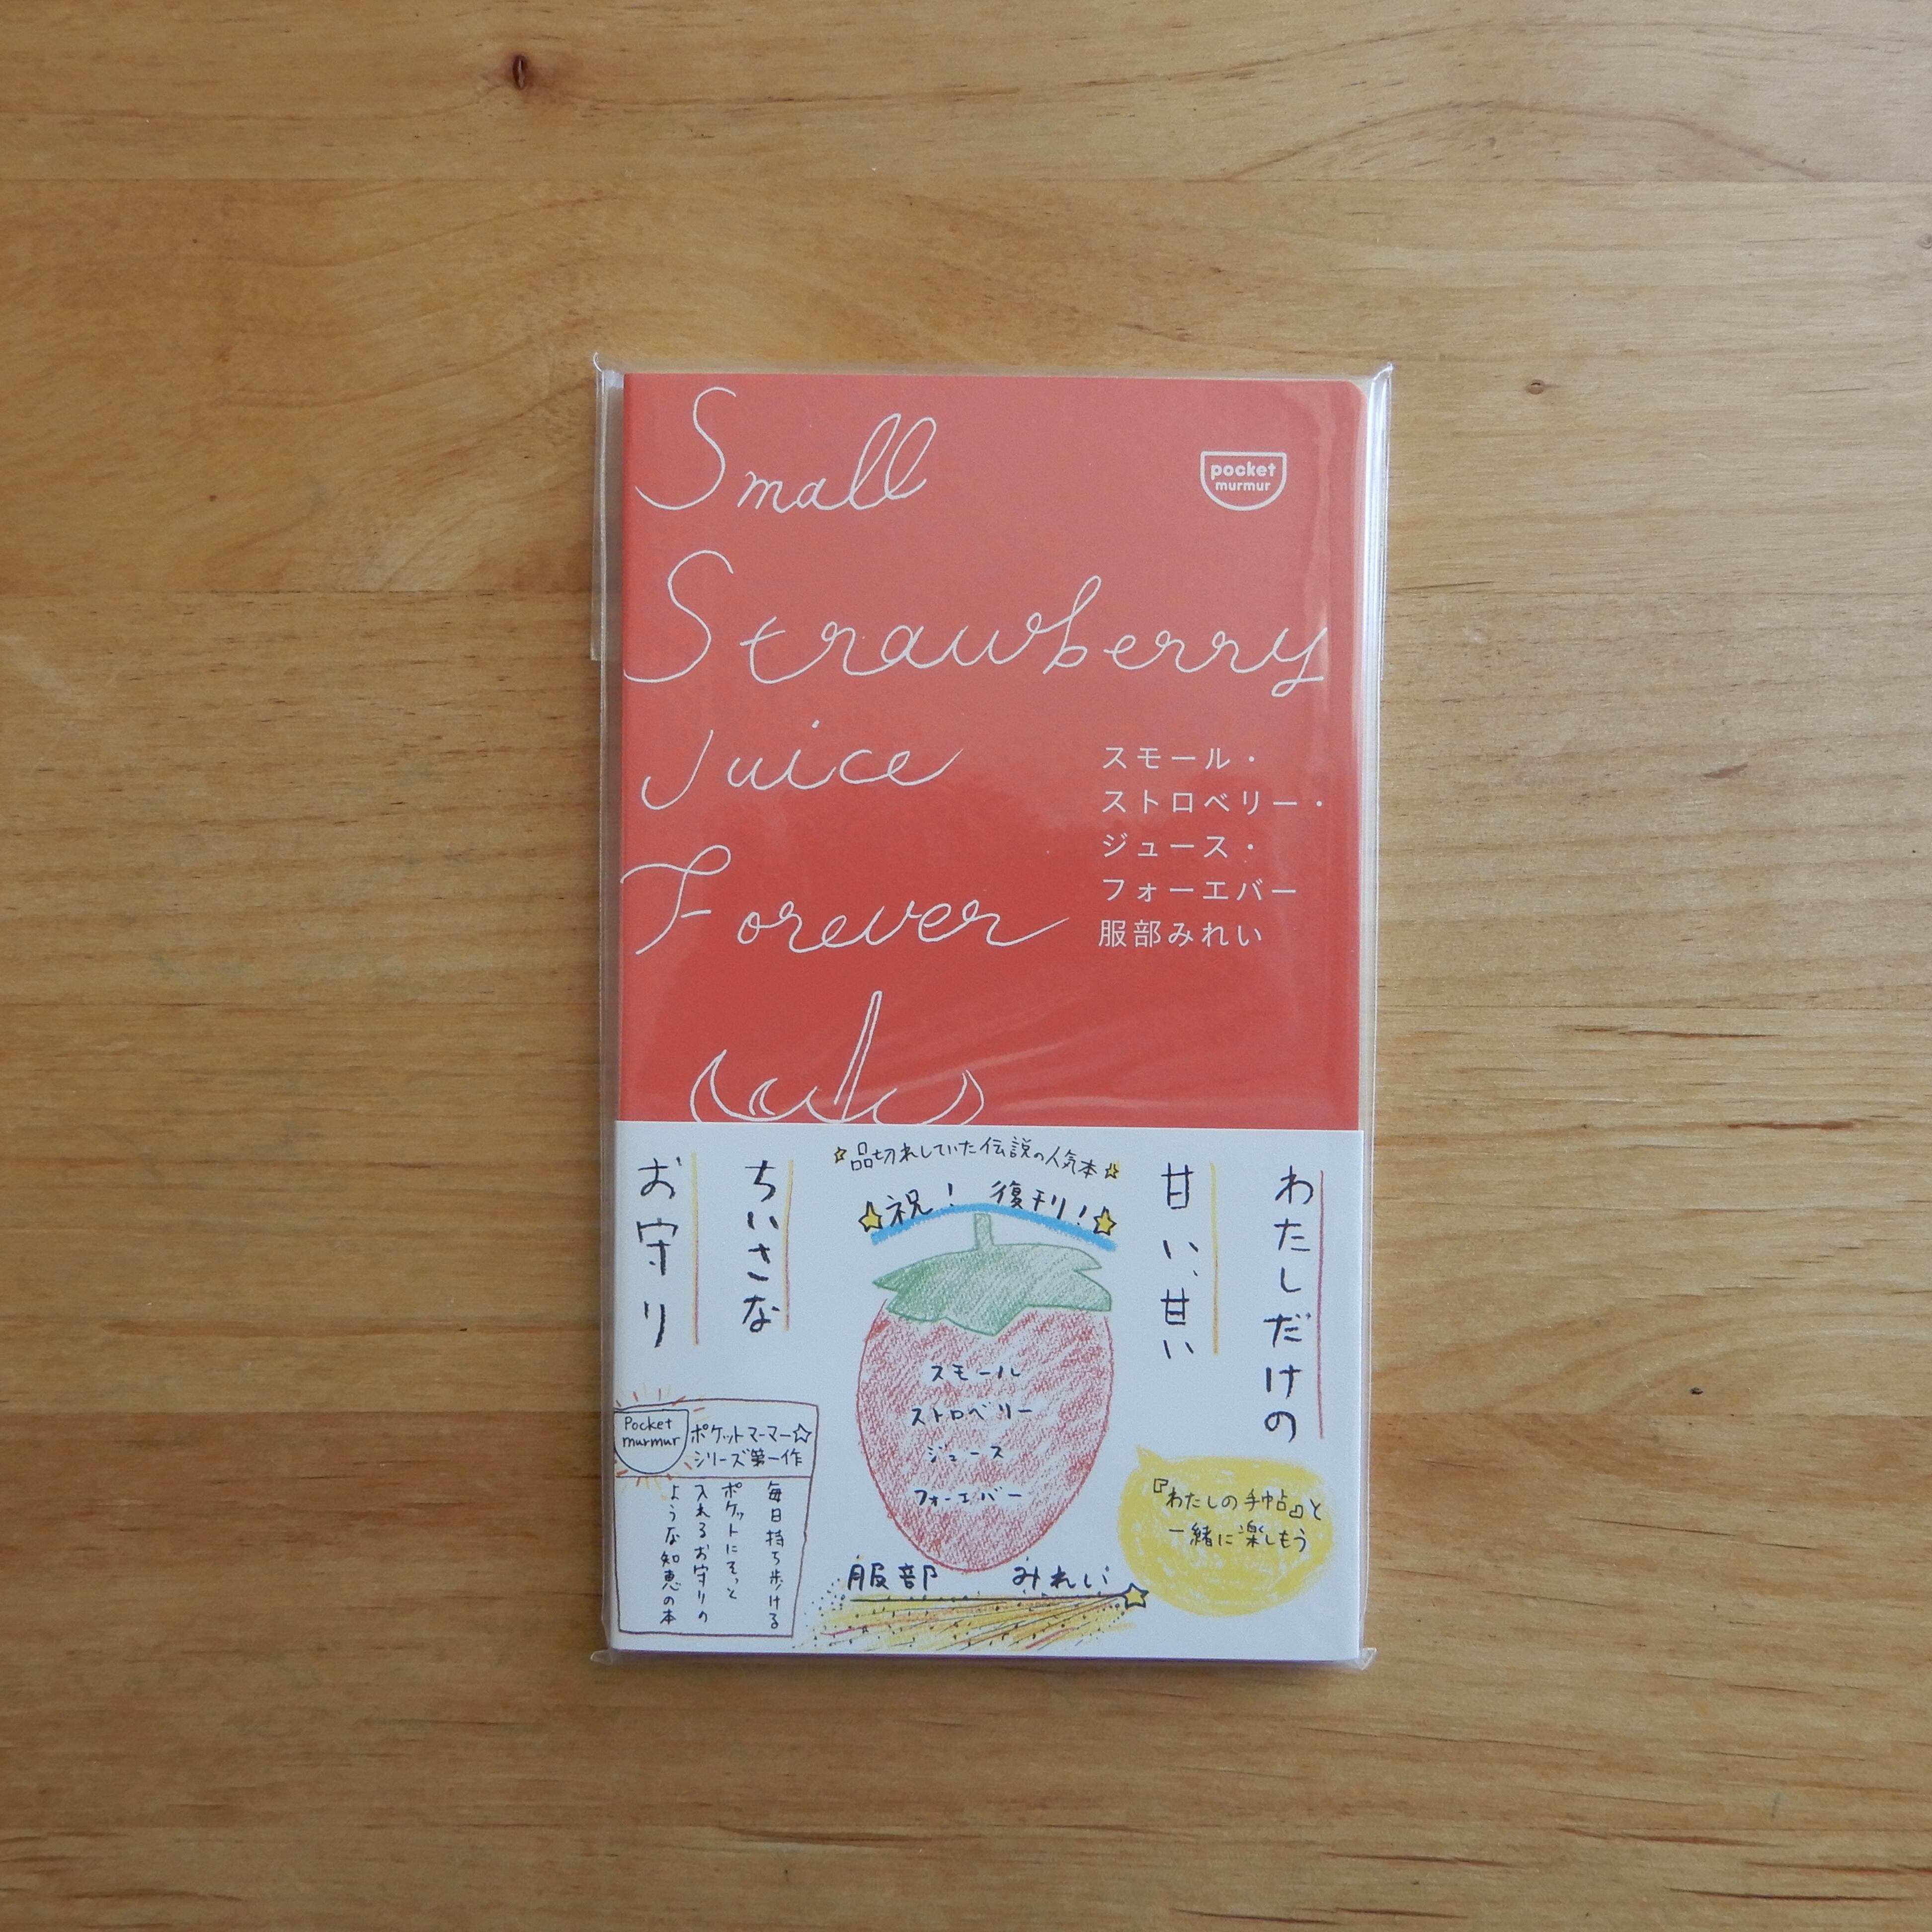 Small
Strawberry
Juice
Forever
pocket
murmur
スモール・
ストロベリー・
ジュース・
フォーエバー
服部みれい
☆品切れしていた伝説の人気本☆
☆祝! 復刊!☆
わたしだけの
甘い、甘い
ちいさな
お守り
スモール
ストロベリー
ジュース
フォーエバー
服部 みれい
『わたしの手帖』と
一緒に楽しもう
Pocket
murmur
ポケットマーマー☆
シリーズ第一作
毎日持ち歩ける
ポケットにそっと
入れるお守りの
ような知恵の本